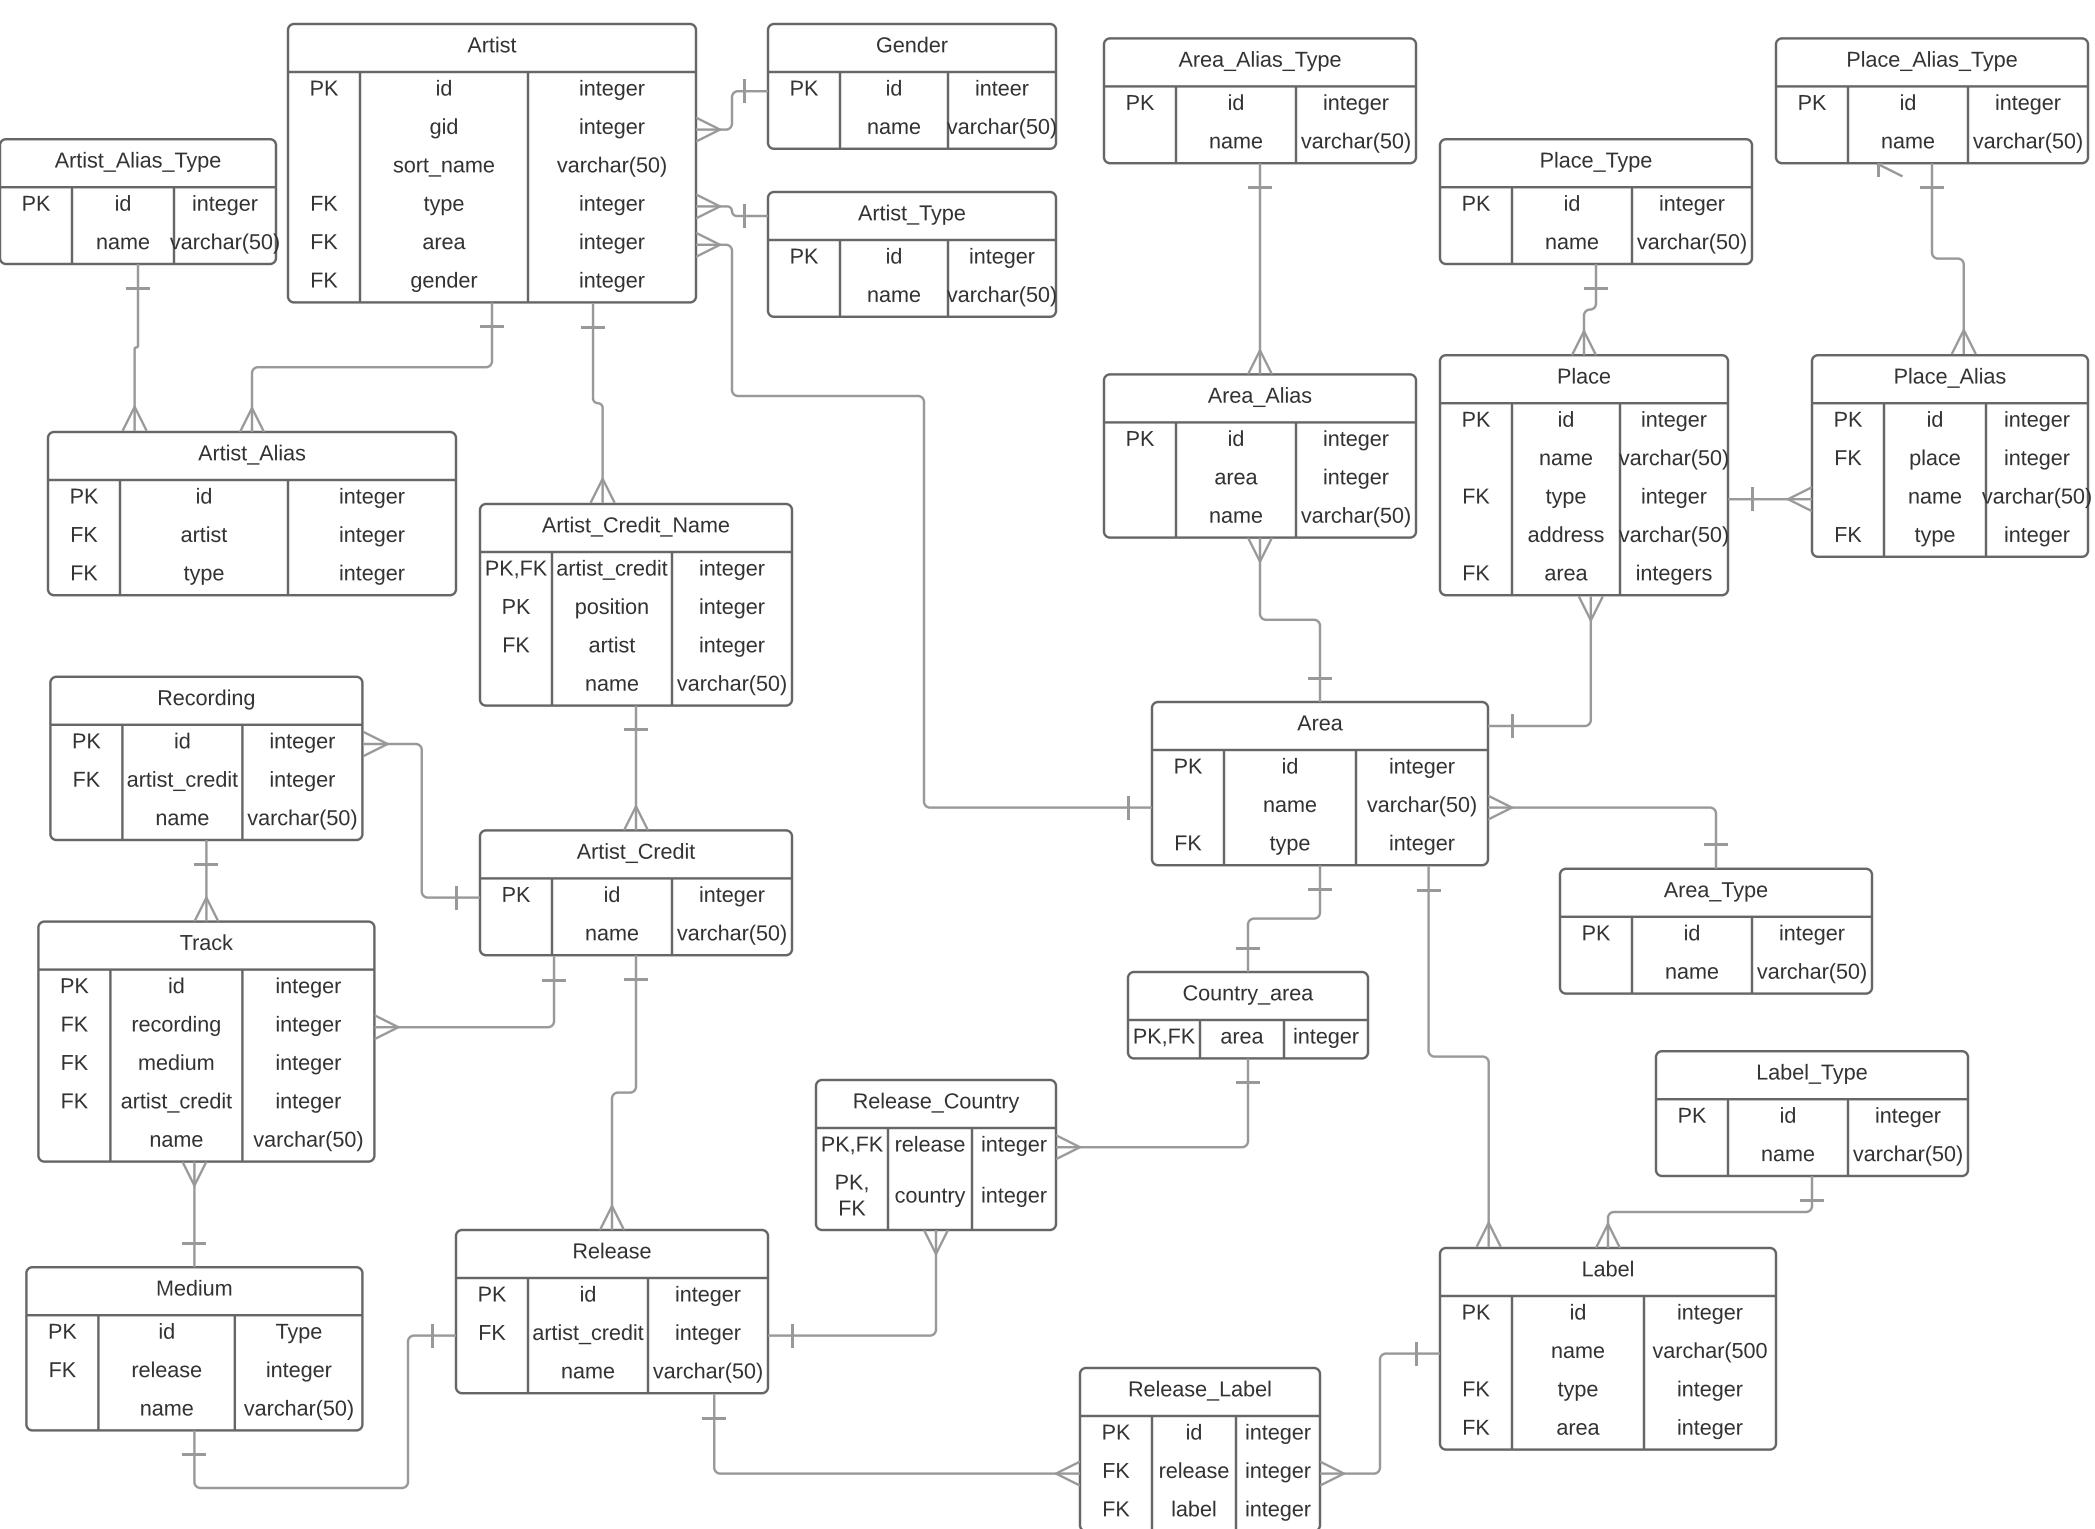 Artist
PK id integer
gid integer
sort_name varchar(50)
FK type integer
FK area integer
FK gender integer
Gender
PK id inteer
name varchar(50)
Artist_Type
PK id integer
name varchar(50)
Artist_Alias_Type
PK id integer
name varchar(50)
Artist_Alias
PK id integer
FK artist integer
FK type integer
Artist_Credit_Name
PK,FK artist_credit integer
PK position integer
FK artist integer
name varchar(50)
Area_Alias_Type
PK id integer
name varchar(50)
Place_Type
PK id integer
name varchar(50)
Place_Alias_Type
PK id integer
name varchar(50)
Area_Alias
PK id integer
area integer
name varchar(50)
Place
PK id integer
name varchar(50)
FK type integer
address varchar(50)
FK area integers
Place_Alias
PK id integer
FK place integer
name varchar(50)
FK type integer
Recording
PK id integer
FK artist_credit integer
name varchar(50)
Artist_Credit
PK id integer
name varchar(50)
Area
PK id integer
name varchar(50)
FK type integer
Area_Type
PK id integer
name varchar(50)
Track
PK id integer
FK recording integer
FK medium integer
FK artist_credit integer
name varchar(50)
Country_area
PK,FK area integer
Release_Country
PK,FK release integer
PK,
FK country integer
Label_Type
PK id integer
name varchar(50)
Medium
PK id Type
FK release integer
name varchar(50)
Release
PK id integer
FK artist_credit integer
name varchar(50)
Label
PK id integer
name varchar(500
FK type integer
FK area integer
Release_Label
PK id integer
FK release integer
FK label integer